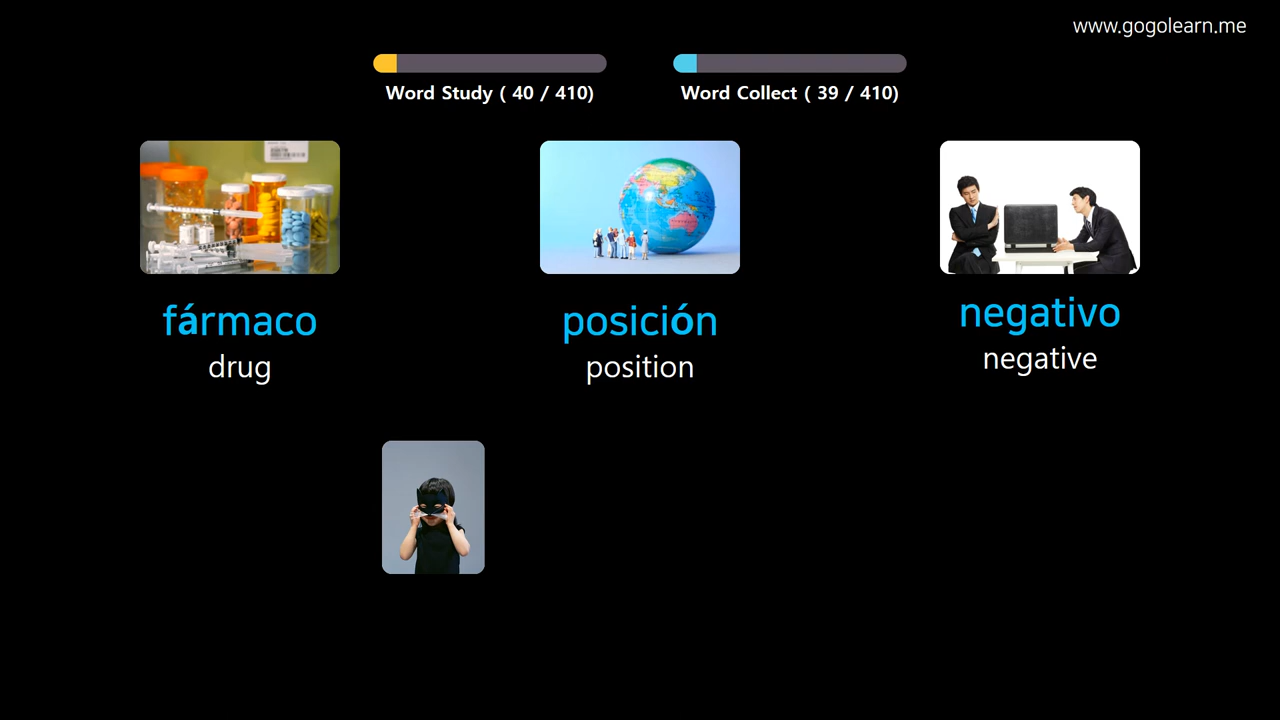 www.gogolearn.me
Word Study ( 40 / 410)
Word Collect ( 39 / 410)
fármaco
drug
posición
position
negativo
negative